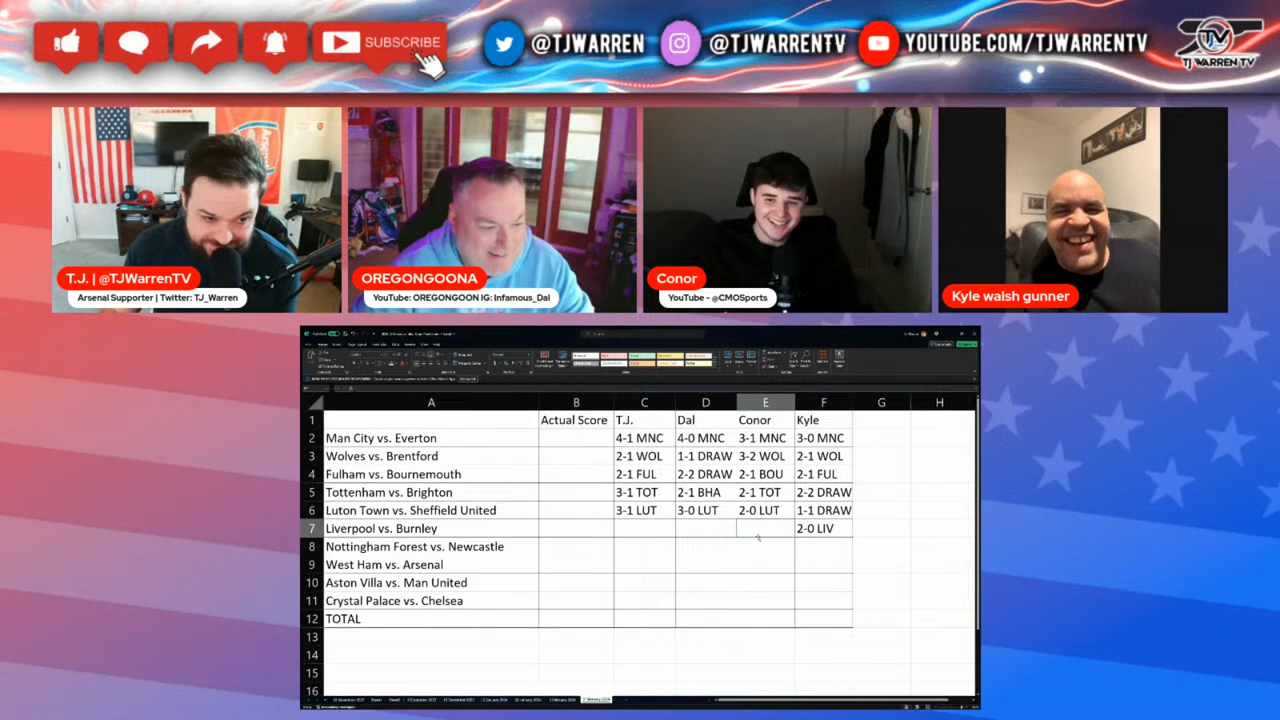 SUBSCRIBE
@TJWARREN
@TJWARRENTV
YOUTUBE.COM/TJWARRENTV
TV
TJ WARREN TV
T.J. | @TJWarrenTV
Arsenal Supporter | Twitter: TJ_Warren
OREGONGOONA
YouTube: OREGONGOON IG: Infamous_Dal
Conor
YouTube - @CMOSports
Kyle walsh gunner
A B C D E F G H
1 Actual Score T.J. Dal Conor Kyle
2 Man City vs. Everton 4-1 MNC 4-0 MNC 3-1 MNC 3-0 MNC
3 Wolves vs. Brentford 2-1 WOL 1-1 DRAW 3-2 WOL 2-1 WOL
4 Fulham vs. Bournemouth 2-1 FUL 2-2 DRAW 2-1 BOU 2-1 FUL
5 Tottenham vs. Brighton 3-1 TOT 2-1 BHA 2-1 TOT 2-2 DRAW
6 Luton Town vs. Sheffield United 3-1 LUT 3-0 LUT 2-0 LUT 1-1 DRAW
7 Liverpool vs. Burnley 2-0 LIV
8 Nottingham Forest vs. Newcastle
9 West Ham vs. Arsenal
10 Aston Villa vs. Man United
11 Crystal Palace vs. Chelsea
12 TOTAL
13
14
15
16